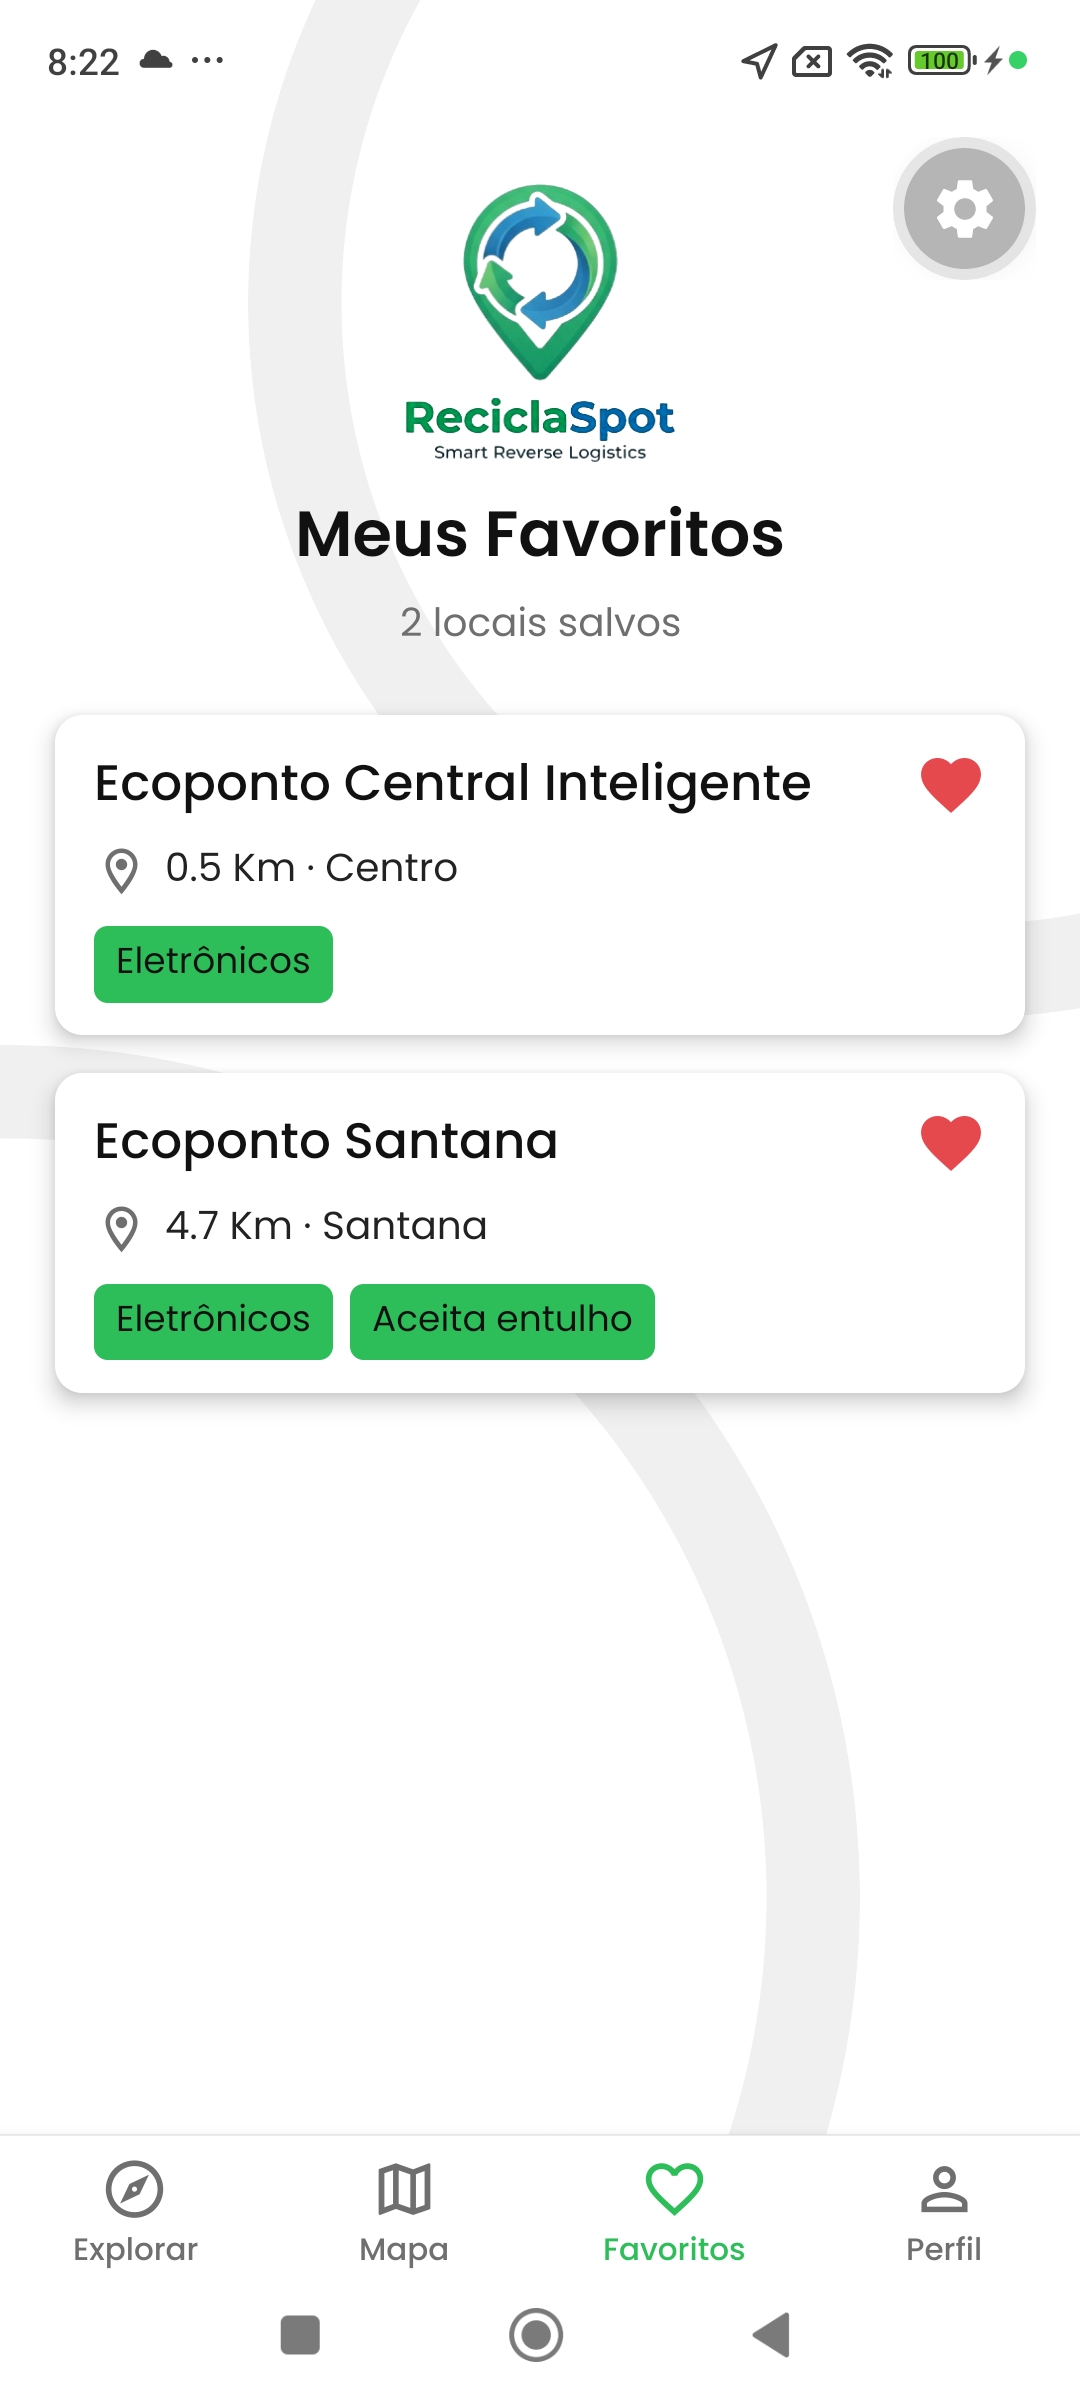 8:22
100
ReciclaSpot
Smart Reverse Logistics
Meus Favoritos
2 locais salvos
Ecoponto Central Inteligente
0.5 Km · Centro
Eletrônicos
Ecoponto Santana
4.7 Km · Santana
Eletrônicos Aceita entulho
Explorar Mapa Favoritos Perfil